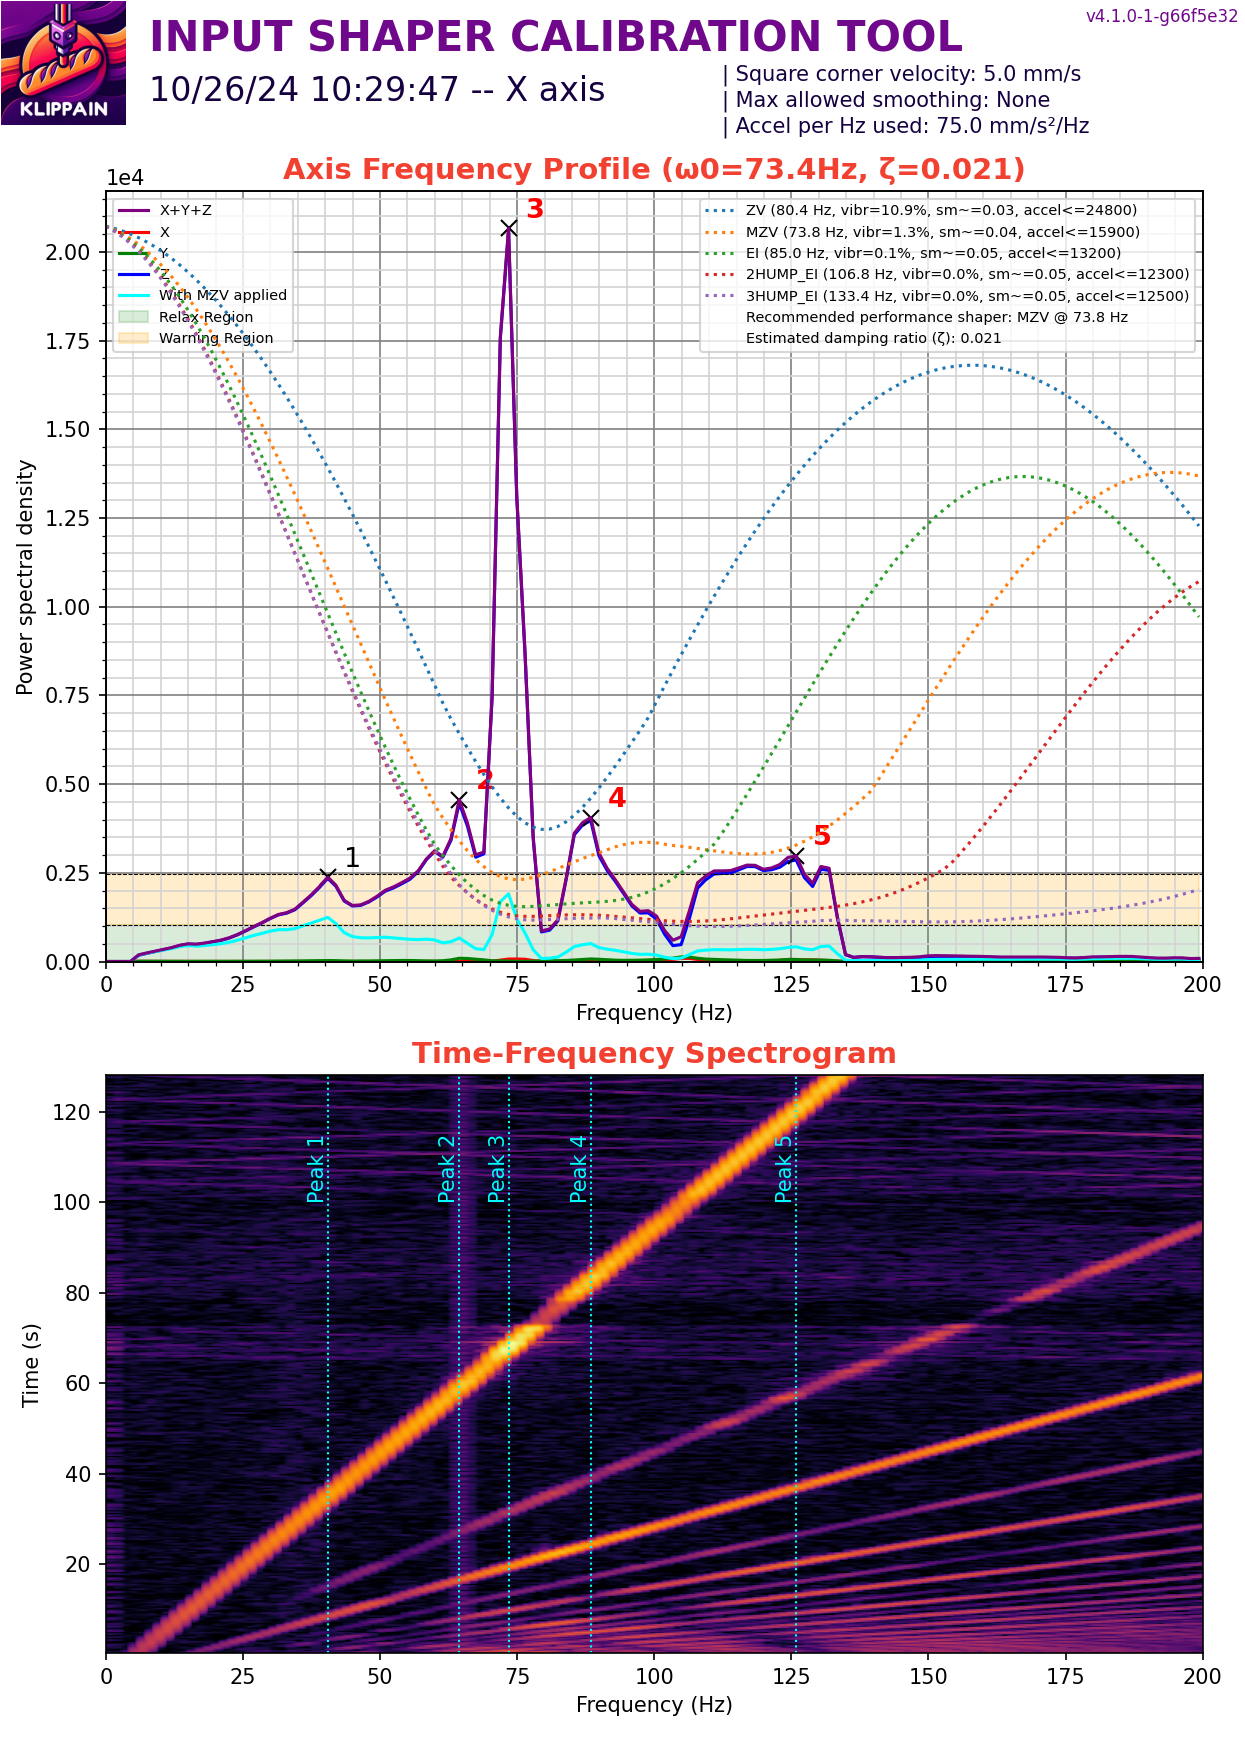 v4.1.0-1-g66f5e32
INPUT SHAPER CALIBRATION TOOL
10/26/24 10:29:47 -- X axis
| Square corner velocity: 5.0 mm/s
| Max allowed smoothing: None
| Accel per Hz used: 75.0 mm/s²/Hz
KLIPPAIN
Axis Frequency Profile (ω0=73.4Hz, ζ=0.021)
1e4
X+Y+Z
X
Y
Z
With MZV applied
Relax Region
Warning Region
ZV (80.4 Hz, vibr=10.9%, sm~=0.03, accel<=24800)
MZV (73.8 Hz, vibr=1.3%, sm~=0.04, accel<=15900)
EI (85.0 Hz, vibr=0.1%, sm~=0.05, accel<=13200)
2HUMP_EI (106.8 Hz, vibr=0.0%, sm~=0.05, accel<=12300)
3HUMP_EI (133.4 Hz, vibr=0.0%, sm~=0.05, accel<=12500)
Recommended performance shaper: MZV @ 73.8 Hz
Estimated damping ratio (ζ): 0.021
3
2
4
5
1
2.00
1.75
1.50
1.25
1.00
0.75
0.50
0.25
0.00
Power spectral density
0 25 50 75 100 125 150 175 200
Frequency (Hz)
Time-Frequency Spectrogram
Peak 1
Peak 2
Peak 3
Peak 4
Peak 5
120
100
80
60
40
20
Time (s)
0 25 50 75 100 125 150 175 200
Frequency (Hz)